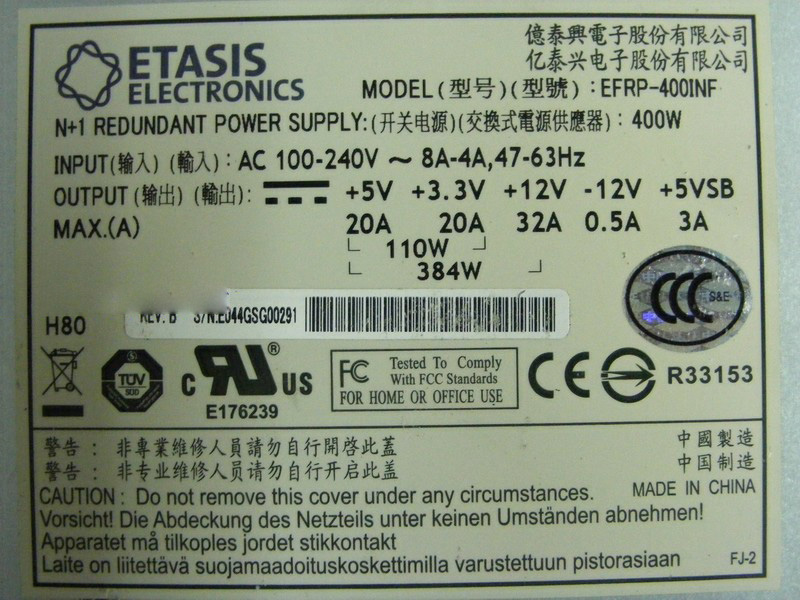 ETASIS
ELECTRONICS
億泰興電子股份有限公司
亿泰兴电子股份有限公司
MODEL(型号)(型號):EFRP-400INF
N+1 REDUNDANT POWER SUPPLY:(开关电源)(交換式電源供應器): 400W
INPUT(输入)(輸入): AC 100-240V ~ 8A-4A,47-63Hz
OUTPUT(输出)(輸出): +5V +3.3V +12V -12V +5VSB
MAX.(A) 20A 20A 32A 0.5A 3A
110W
384W
CCC S&E
H80
REV. B S/N.E044GSG00291
TÜV
SÜD
c RU US ®
E176239
FC Tested To Comply
With FCC Standards
FOR HOME OR OFFICE USE
CE
R33153
警告: 非專業維修人員請勿自行開啓此蓋
警告: 非专业维修人员请勿自行开启此盖
中國製造
中国制造
CAUTION: Do not remove this cover under any circumstances.
MADE IN CHINA
Vorsicht! Die Abdeckung des Netzteils unter keinen Umständen abnehmen!
Apparatet må tilkoples jordet stikkontakt
Laite on liitettävä suojamaadoituskoskettimilla varustettuun pistorasiaan
FJ-2